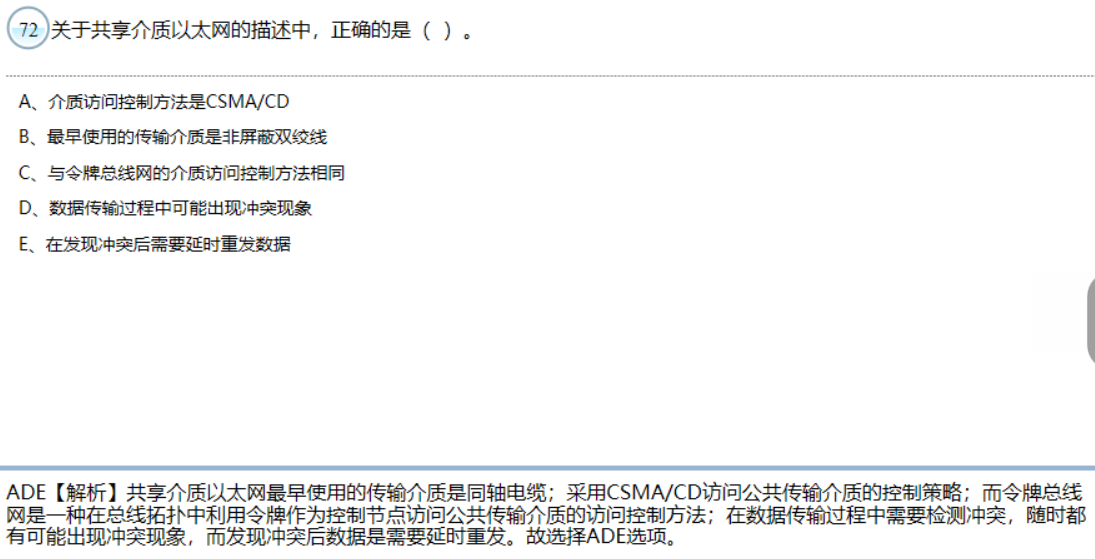 72 关于共享介质以太网的描述中，正确的是（ ）。
A、介质访问控制方法是CSMA/CD
B、最早使用的传输介质是非屏蔽双绞线
C、与令牌总线网的介质访问控制方法相同
D、数据传输过程中可能出现冲突现象
E、在发现冲突后需要延时重发数据
ADE【解析】共享介质以太网最早使用的传输介质是同轴电缆；采用CSMA/CD访问公共传输介质的控制策略；而令牌总线
网是一种在总线拓扑中利用令牌作为控制节点访问公共传输介质的访问控制方法；在数据传输过程中需要检测冲突，随时都
有可能出现冲突现象，而发现冲突后数据是需要延时重发。故选择ADE选项。